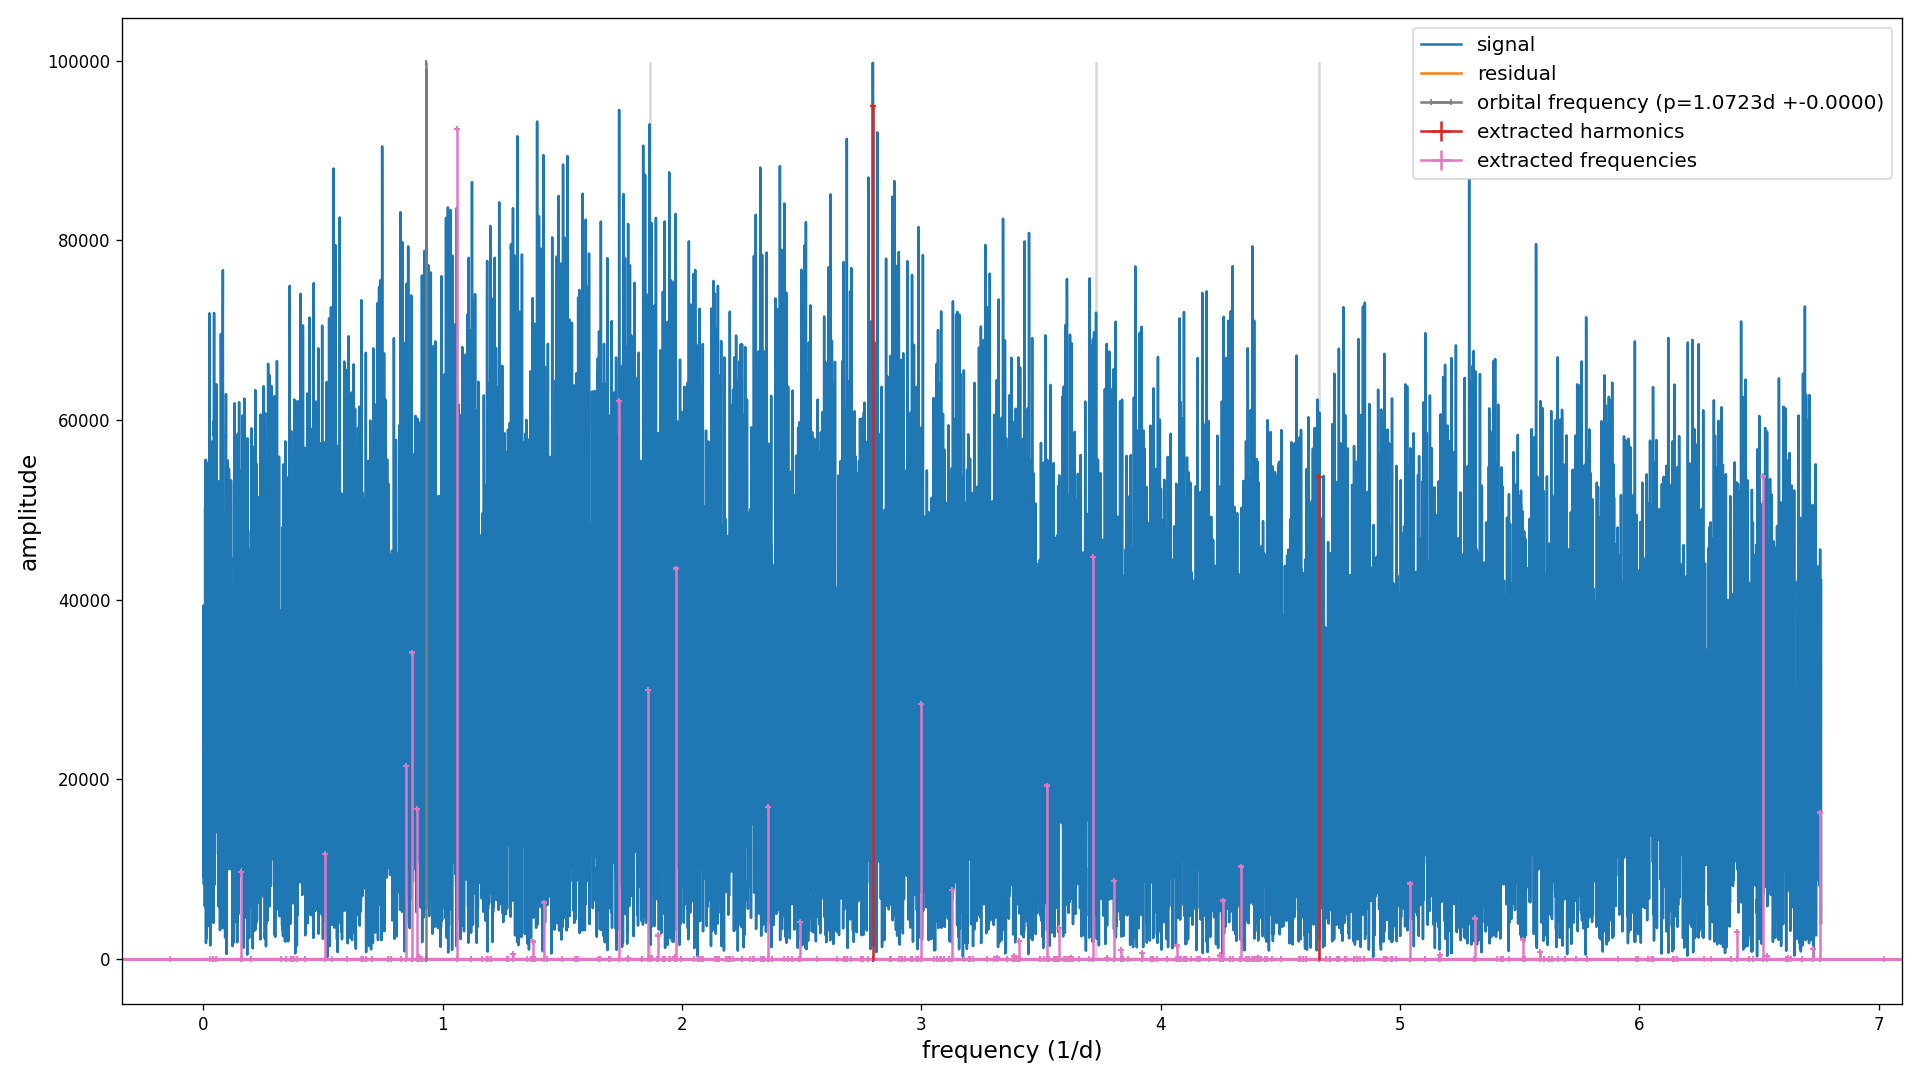 signal
residual
orbital frequency (p=1.0723d +-0.0000)
extracted harmonics
extracted frequencies
amplitude
100000
80000
60000
40000
20000
0
0 1 2 3 4 5 6 7
frequency (1/d)